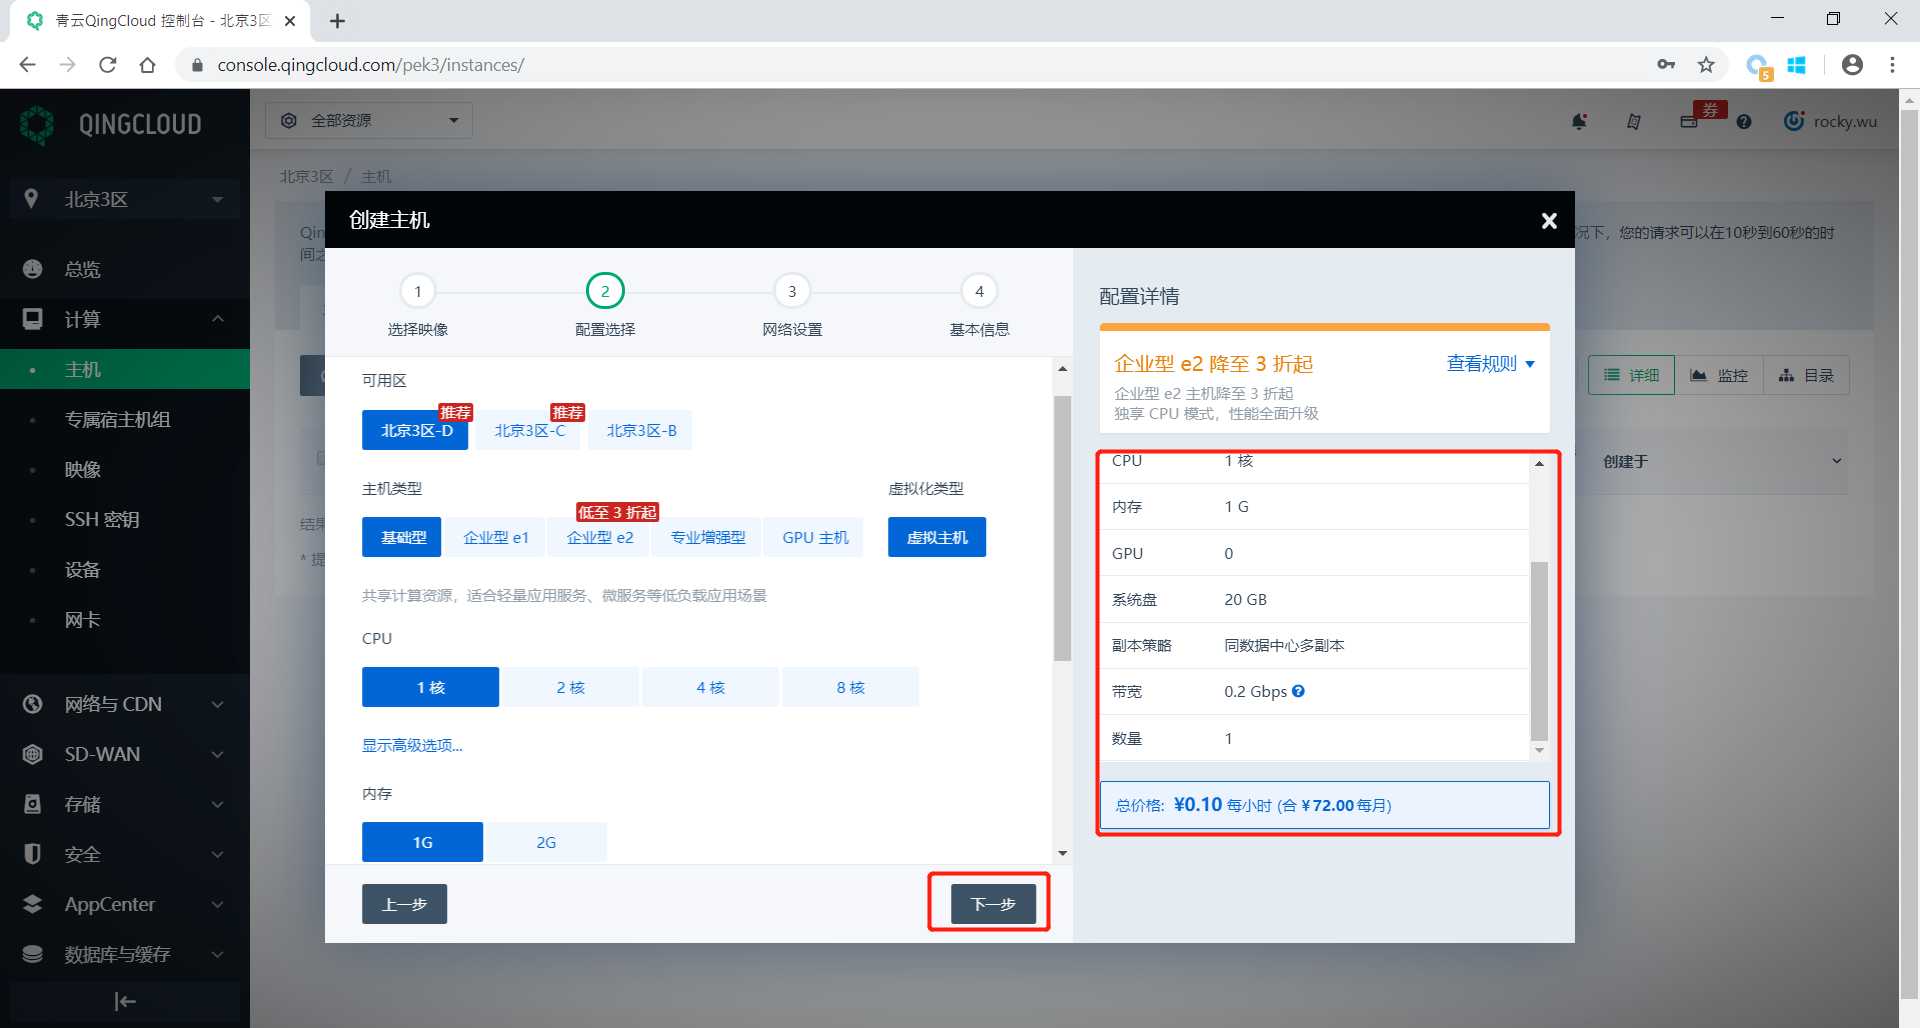 青云QingCloud 控制台 - 北京3区
console.qingcloud.com/pek3/instances/
5
QINGCLOUD
全部资源
券
rocky.wu
北京3区
北京3区 / 主机
总览
计算
主机
专属宿主机组
映像
SSH 密钥
设备
网卡
网络与 CDN
SD-WAN
存储
安全
AppCenter
数据库与缓存
Qin
间之
况下，您的请求可以在10秒到60秒的时
详细
监控
目录
创建于
结果
* 提
创建主机
1
2
3
4
选择映像
配置选择
网络设置
基本信息
可用区
推荐
推荐
北京3区-D
北京3区-C
北京3区-B
主机类型
虚拟化类型
低至 3 折起
基础型
企业型 e1
企业型 e2
专业增强型
GPU 主机
虚拟主机
共享计算资源，适合轻量应用服务、微服务等低负载应用场景
CPU
1 核
2 核
4 核
8 核
显示高级选项...
内存
1G
2G
上一步
下一步
配置详情
企业型 e2 降至 3 折起
查看规则
企业型 e2 主机降至 3 折起
独享 CPU 模式，性能全面升级
CPU 1 核
内存 1 G
GPU 0
系统盘 20 GB
副本策略 同数据中心多副本
带宽 0.2 Gbps
数量 1
总价格: ¥0.10 每小时 (合 ¥72.00 每月)